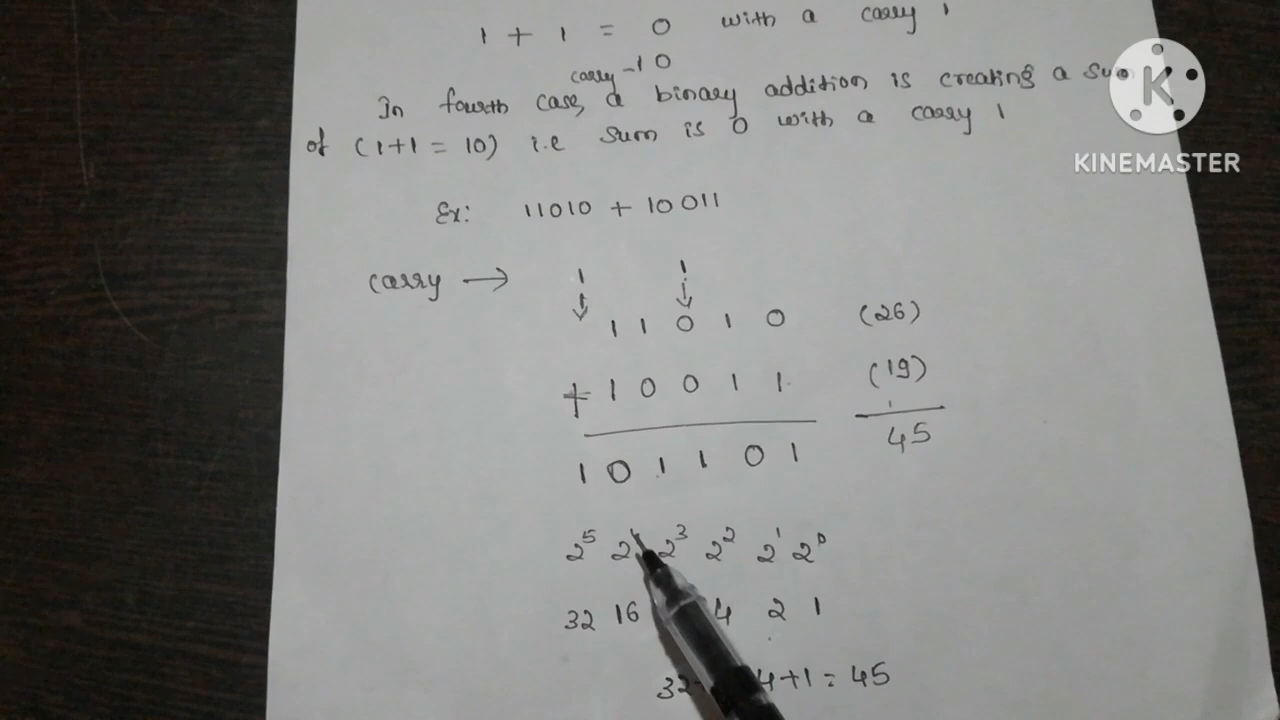 1 + 1 = 0 with a carry 1
carry -1 0
In fourth case, a binary addition is creating a sum
of (1+1 = 10) i.e sum is 0 with a carry 1
KINEMASTER
Ex: 11010 + 10011
carry → 1 1
1 1 0 1 0 (26)
+ 1 0 0 1 1 (19)
1 0 1 1 0 1 45
2^5 2 2^3 2^2 2^1 2^0
32 16 4 2 1
32 4+1 = 45